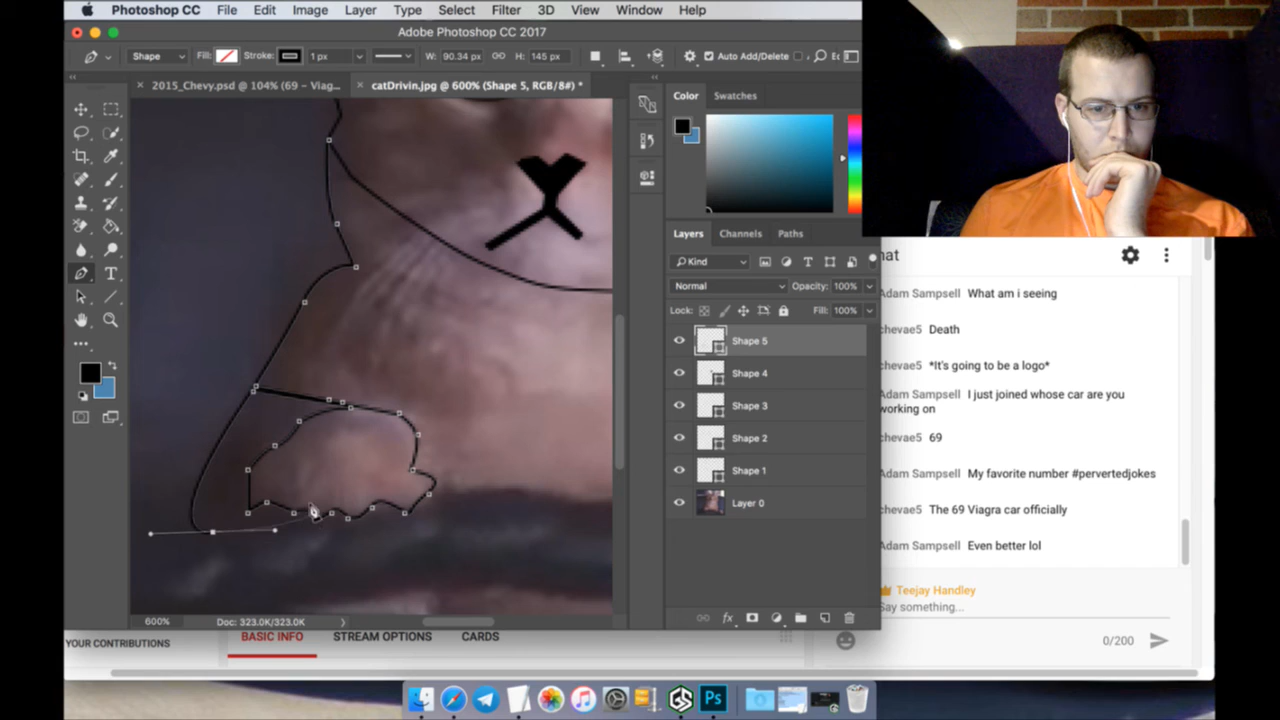 Photoshop CC File Edit Image Layer Type Select Filter 3D View Window Help
Adobe Photoshop CC 2017
Shape Fill: Stroke: 1 px W: 90.34 px H: 145 px Auto Add/Delete
2015_Chevy.psd @ 104% (69 – Viag... catDrivin.jpg @ 600% (Shape 5, RGB/8#) *
Color Swatches
Layers Channels Paths
Kind
Normal Opacity: 100%
Lock: Fill: 100%
Shape 5
Shape 4
Shape 3
Shape 2
Shape 1
Layer 0
fx
600% Doc: 323.0K/323.0K
YOUR CONTRIBUTIONS BASIC INFO STREAM OPTIONS CARDS
hat
Adam Sampsell What am i seeing
chevae5 Death
chevae5 *It's going to be a logo*
Adam Sampsell I just joined whose car are you
working on
chevae5 69
Adam Sampsell My favorite number #pervertedjokes
Adam Sampsell The 69 Viagra car officially
Adam Sampsell Even better lol
Teejay Handley
Say something...
0/200
Ps